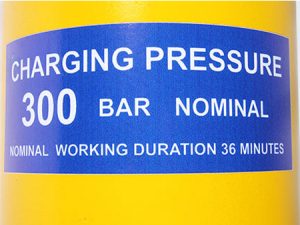 CHARGING PRESSURE
300 BAR NOMINAL
NOMINAL WORKING DURATION 36 MINUTES